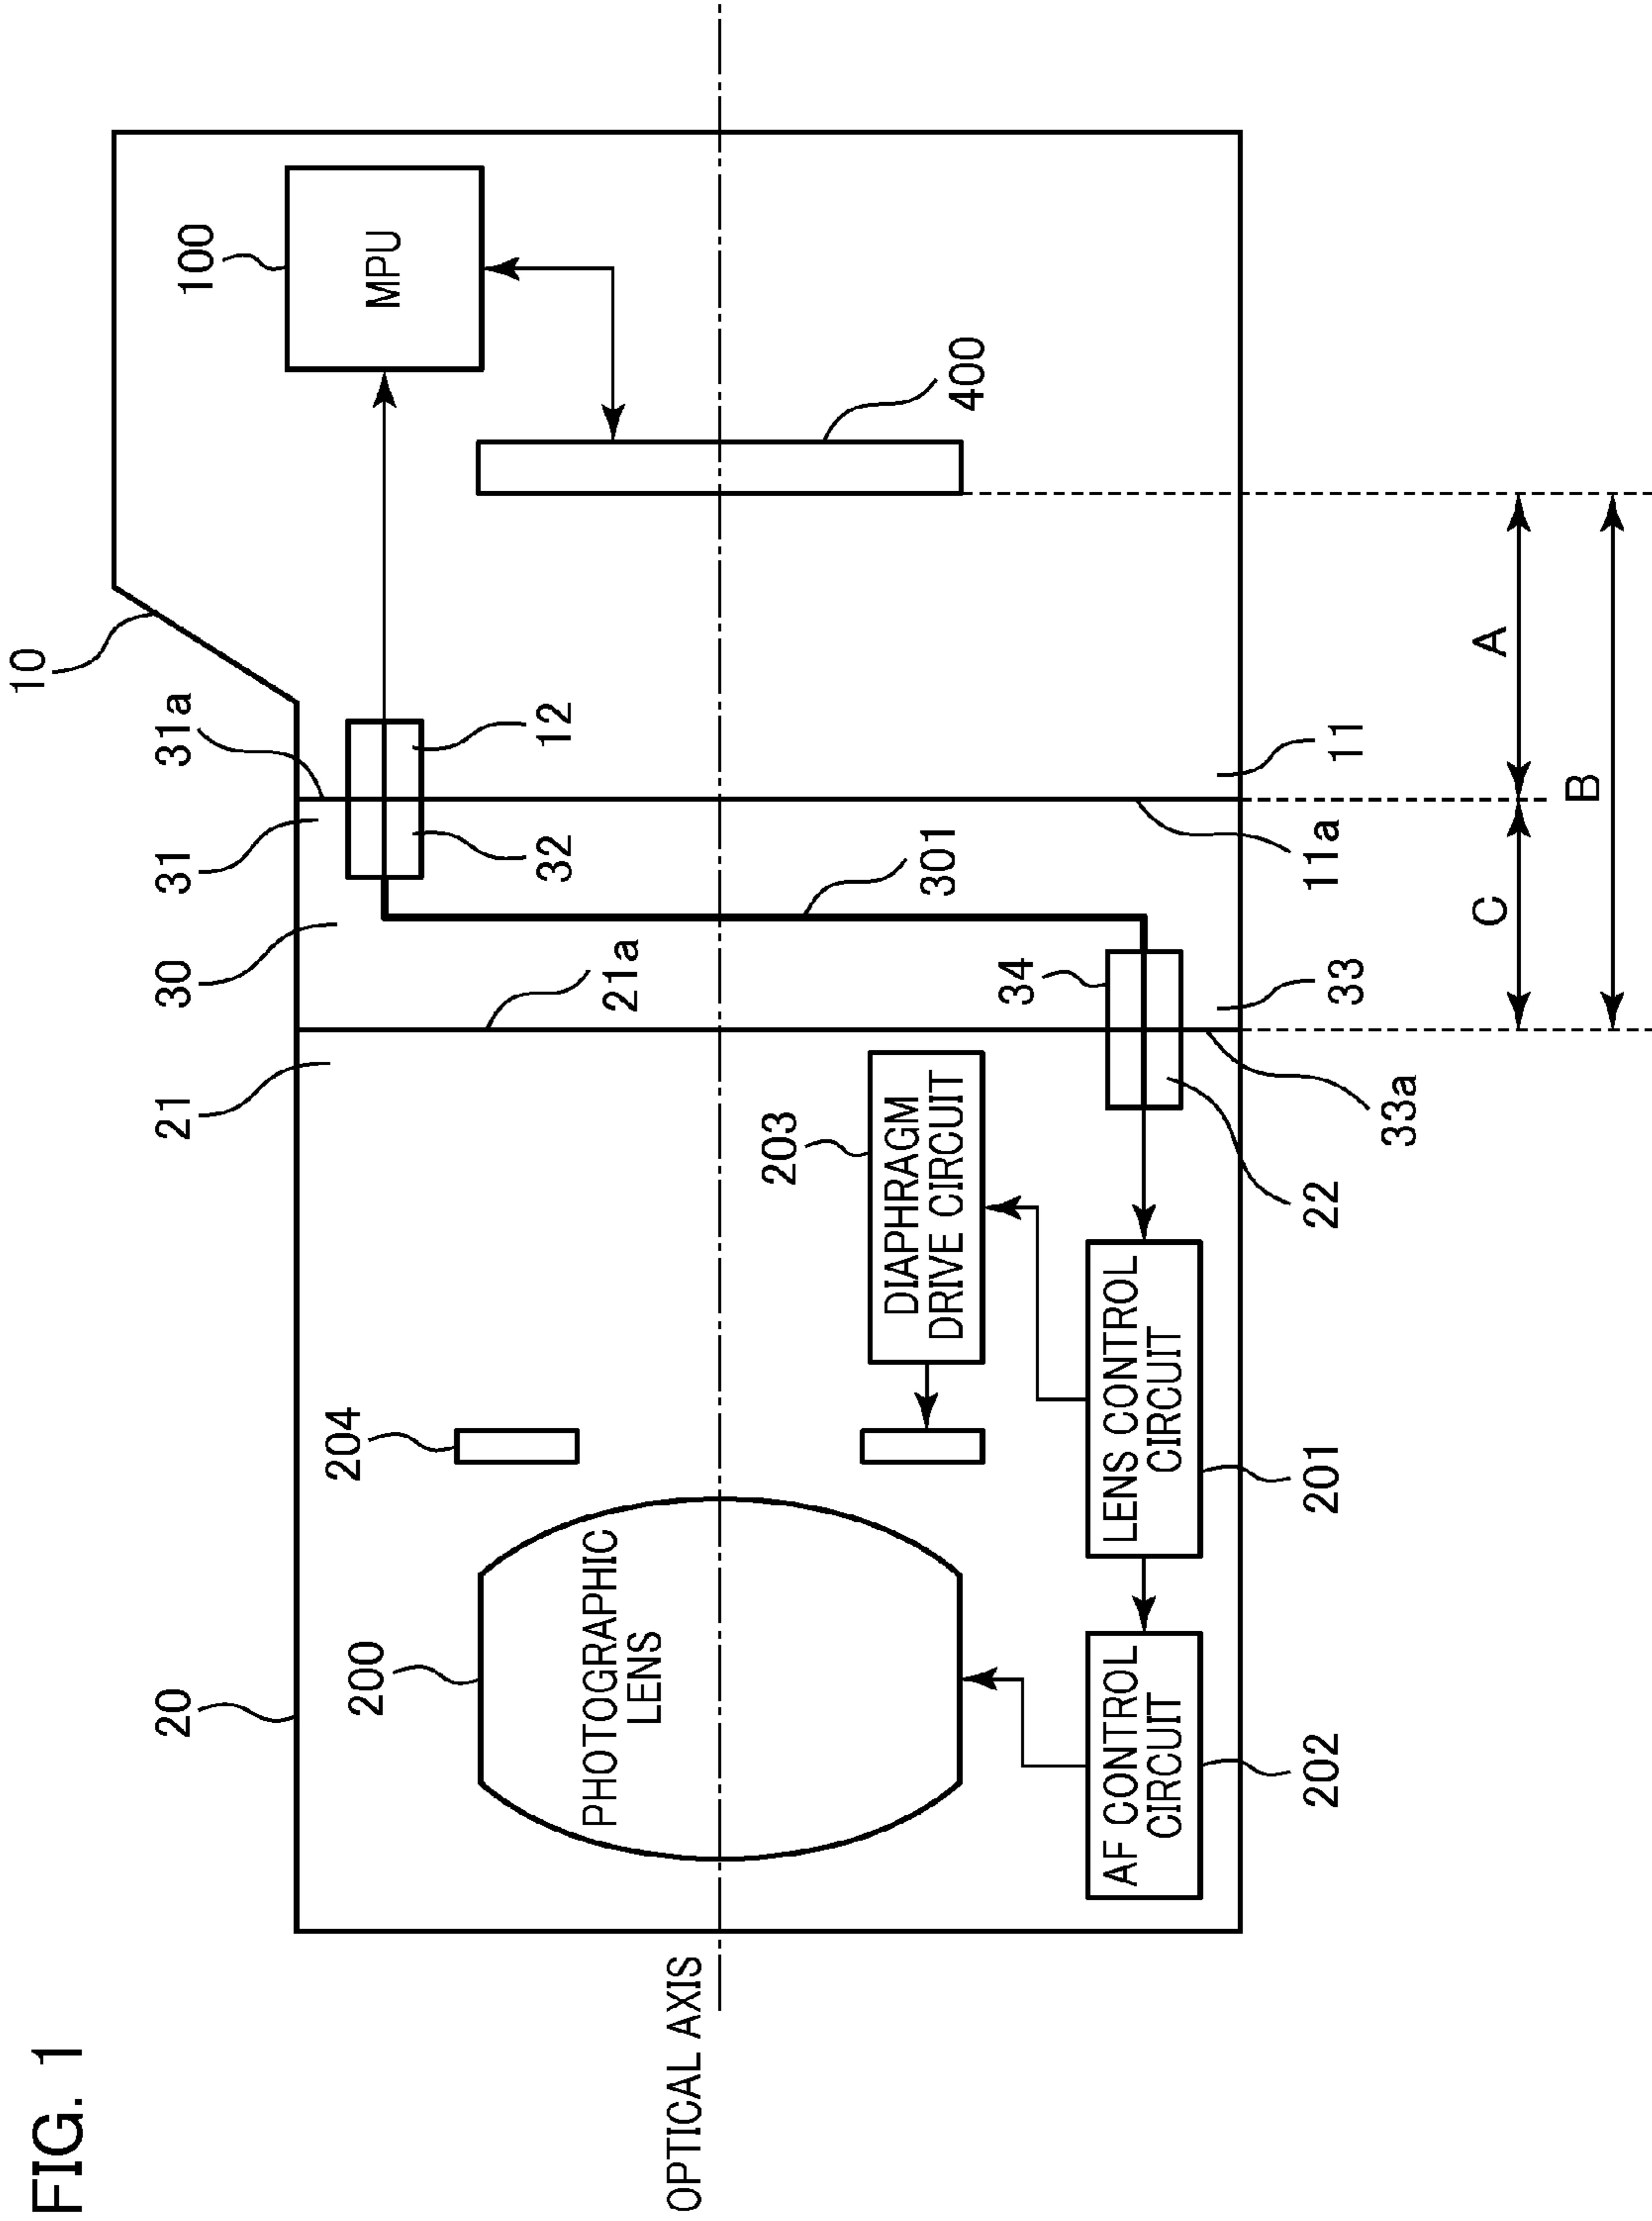 FIG. 1
10
100
MPU
400
31a
31
12
32
30
301
21a
21
34
33
11
11a
33a
22
A
B
C
203
DIAPHRAGM
DRIVE CIRCUIT
204
LENS CONTROL
CIRCUIT
201
20
200
PHOTOGRAPHIC
LENS
AF CONTROL
CIRCUIT
202
OPTICAL AXIS